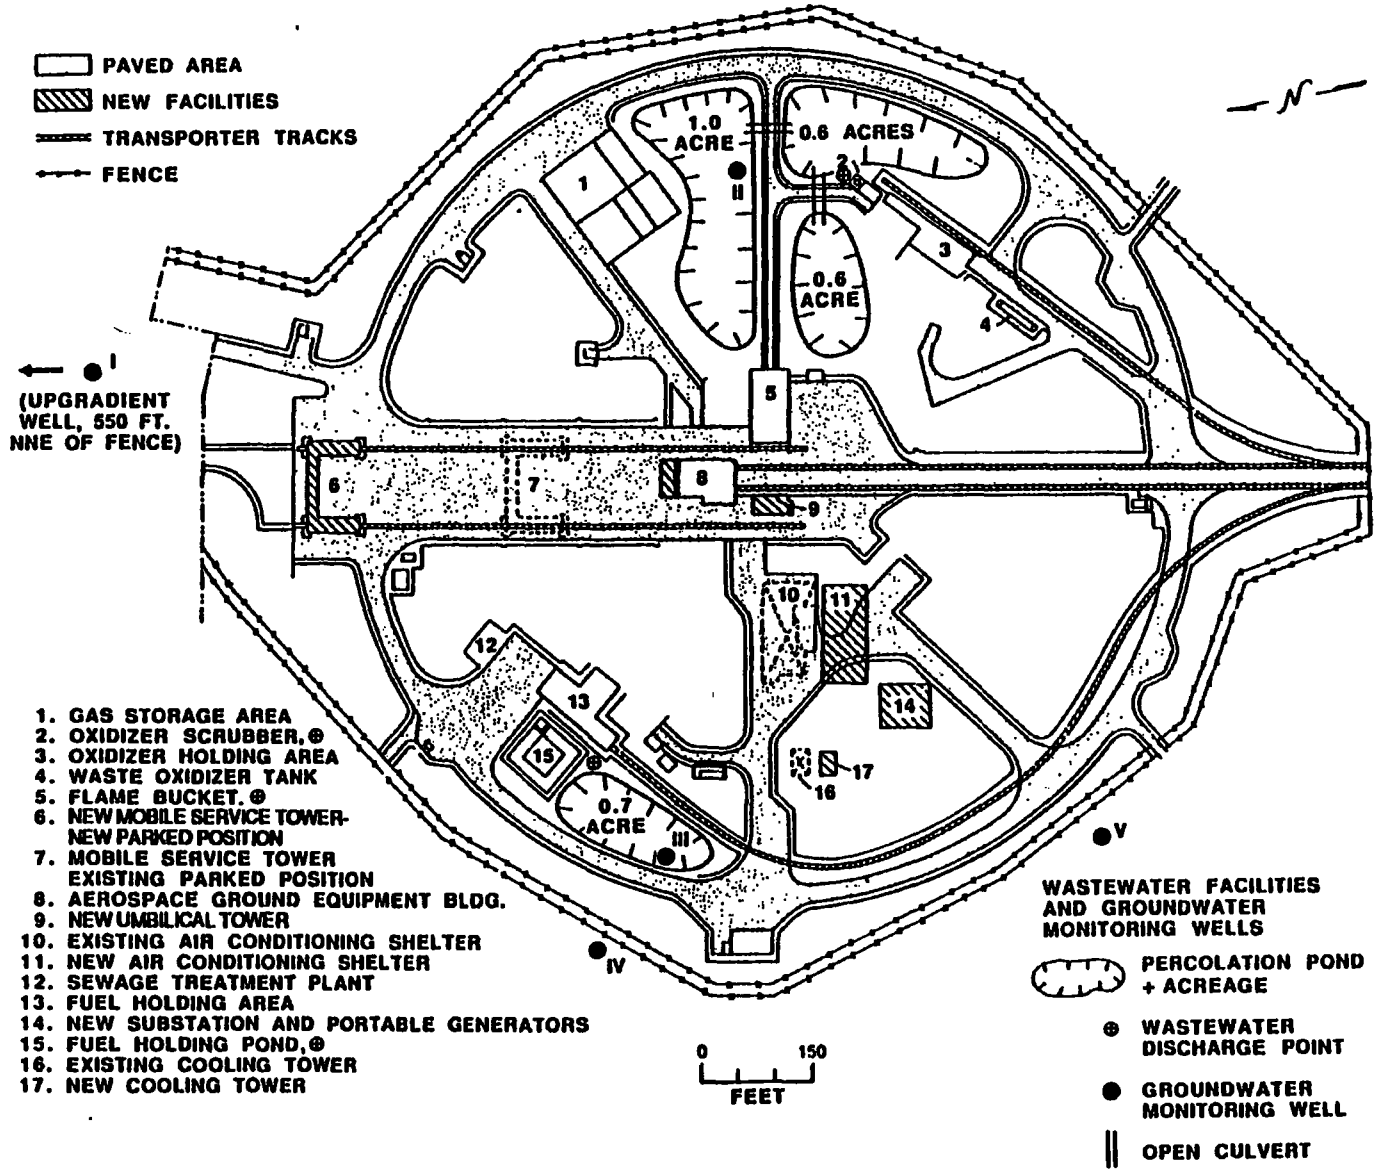 PAVED AREA
NEW FACILITIES
TRANSPORTER TRACKS
FENCE
N
1.0
ACRE
0.6 ACRES
II
2
1
3
0.6
ACRE
4
I
(UPGRADIENT
WELL, 550 FT.
NNE OF FENCE)
5
6
7
8
9
10
11
12
13
14
15
16
17
0.7
ACRE
III
IV
V
1. GAS STORAGE AREA
2. OXIDIZER SCRUBBER, ⊕
3. OXIDIZER HOLDING AREA
4. WASTE OXIDIZER TANK
5. FLAME BUCKET. ⊕
6. NEW MOBILE SERVICE TOWER-
NEW PARKED POSITION
7. MOBILE SERVICE TOWER
EXISTING PARKED POSITION
8. AEROSPACE GROUND EQUIPMENT BLDG.
9. NEW UMBILICAL TOWER
10. EXISTING AIR CONDITIONING SHELTER
11. NEW AIR CONDITIONING SHELTER
12. SEWAGE TREATMENT PLANT
13. FUEL HOLDING AREA
14. NEW SUBSTATION AND PORTABLE GENERATORS
15. FUEL HOLDING POND, ⊕
16. EXISTING COOLING TOWER
17. NEW COOLING TOWER
0 150
FEET
WASTEWATER FACILITIES
AND GROUNDWATER
MONITORING WELLS
PERCOLATION POND
+ ACREAGE
WASTEWATER
DISCHARGE POINT
GROUNDWATER
MONITORING WELL
OPEN CULVERT